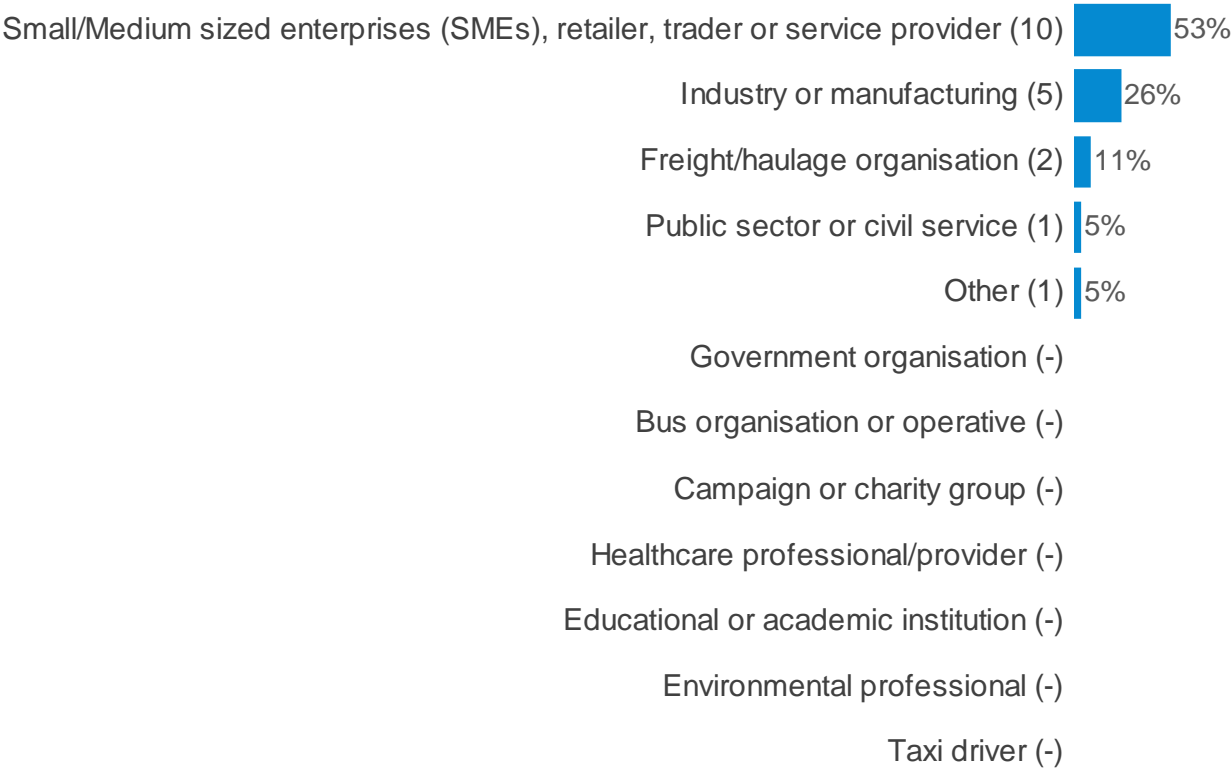 Small/Medium sized enterprises (SMEs), retailer, trader or service provider (10) 53%
Industry or manufacturing (5) 26%
Freight/haulage organisation (2) 11%
Public sector or civil service (1) 5%
Other (1) 5%
Government organisation (-)
Bus organisation or operative (-)
Campaign or charity group (-)
Healthcare professional/provider (-)
Educational or academic institution (-)
Environmental professional (-)
Taxi driver (-)